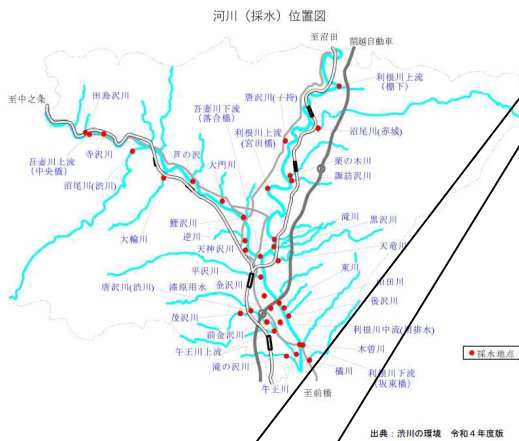 河川（採水）位置図
至沼田
関越自動車
利根川上流
(棚下)
唐沢川(子持)
至中之条
田島沢川
吾妻川下流
(落合橋)
利根川上流
(宮田橋)
沼尾川(赤城)
寺沢川
芦の沢
吾妻川上流
(中央橋)
沼尾川(渋川)
大門川
栗の木川
諏訪沢川
大輪川
鯉沢川
逆川
天神沢川
滝川
黒沢川
天竜川
平沢川
東川
唐沢川(渋川)
漆原用水
金沢川
山田川
後沢川
茂沢川
利根川中流
前金沢川
木曽川
午王川上流
滝の沢川
橘川
利根川下流
(坂東橋)
午王川
至前橋
採水地点
出典：渋川の環境　令和４年度版